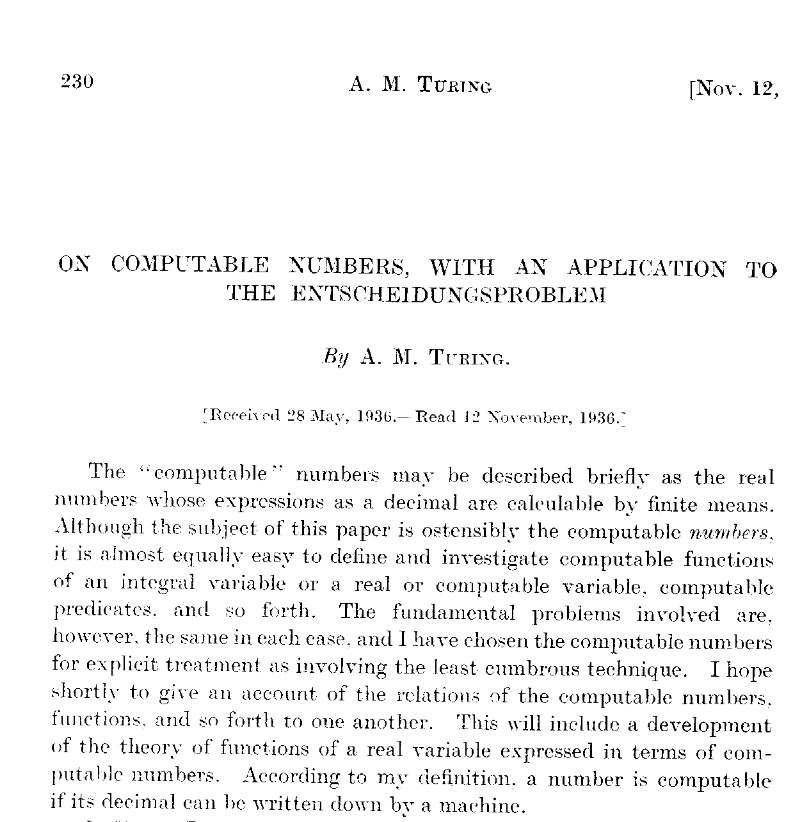 230 A. M. TURING [Nov. 12,
ON COMPUTABLE NUMBERS, WITH AN APPLICATION TO
THE ENTSCHEIDUNGSPROBLEM
By A. M. TURING.
[Received 28 May, 1936.—Read 12 November, 1936.]
The "computable" numbers may be described briefly as the real
numbers whose expressions as a decimal are calculable by finite means.
Although the subject of this paper is ostensibly the computable numbers,
it is almost equally easy to define and investigate computable functions
of an integral variable or a real or computable variable, computable
predicates, and so forth. The fundamental problems involved are,
however, the same in each case, and I have chosen the computable numbers
for explicit treatment as involving the least cumbrous technique. I hope
shortly to give an account of the relations of the computable numbers,
functions, and so forth to one another. This will include a development
of the theory of functions of a real variable expressed in terms of com-
putable numbers. According to my definition, a number is computable
if its decimal can be written down by a machine.